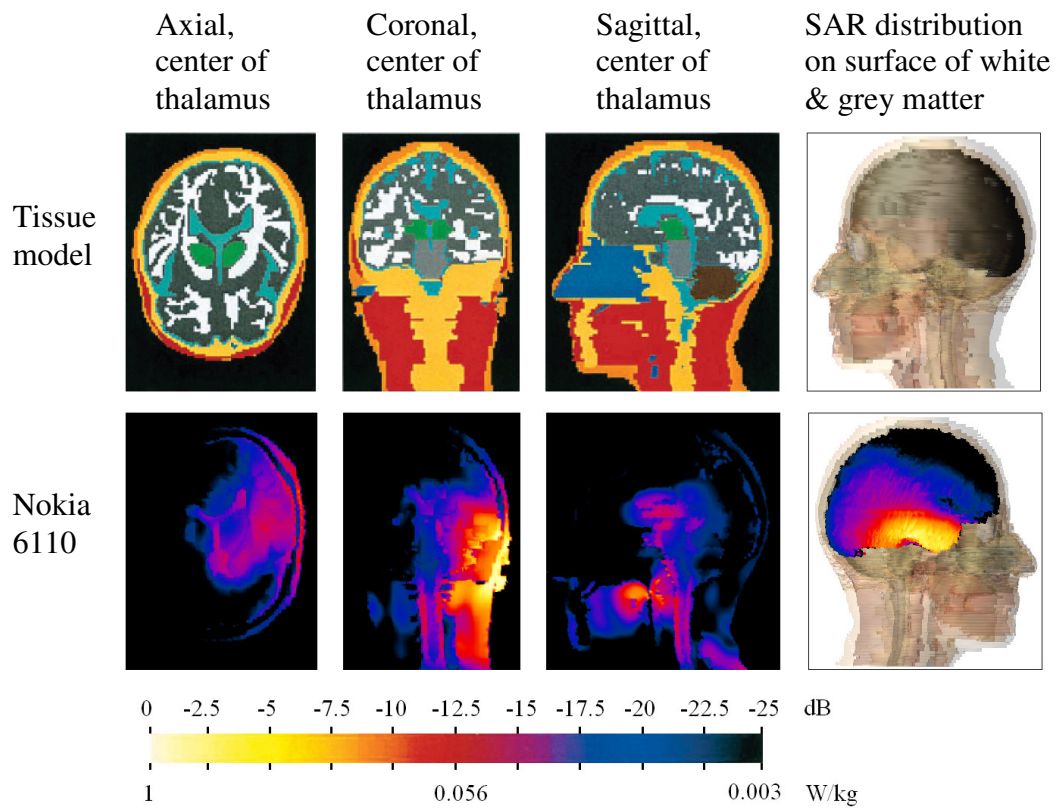 Axial,
center of
thalamus
Coronal,
center of
thalamus
Sagittal,
center of
thalamus
SAR distribution
on surface of white
& grey matter
Tissue
model
Nokia
6110
0 -2.5 -5 -7.5 -10 -12.5 -15 -17.5 -20 -22.5 -25 dB
1 0.056 0.003 W/kg